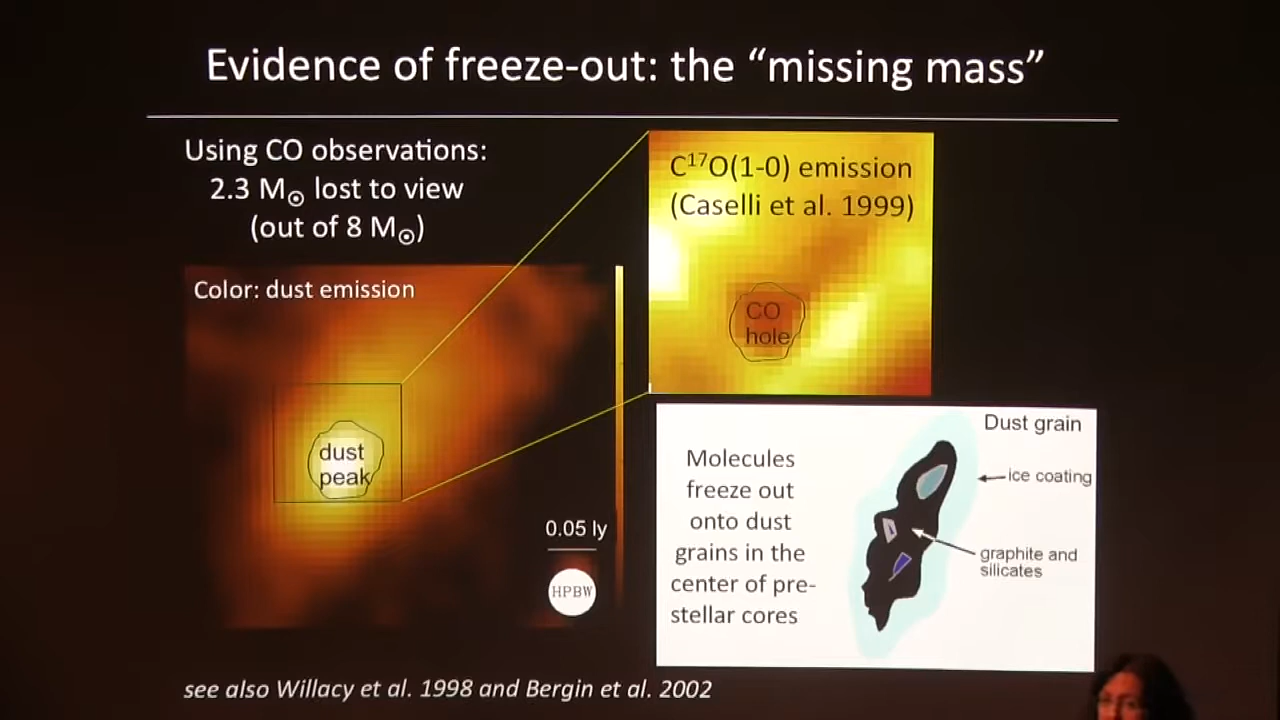 Evidence of freeze-out: the “missing mass”
Using CO observations:
2.3 M☉ lost to view
(out of 8 M☉)
Color: dust emission
dust
peak
0.05 ly
HPBW
C¹⁷O(1-0) emission
(Caselli et al. 1999)
CO
hole
Molecules
freeze out
onto dust
grains in the
center of pre-
stellar cores
Dust grain
ice coating
graphite and
silicates
see also Willacy et al. 1998 and Bergin et al. 2002